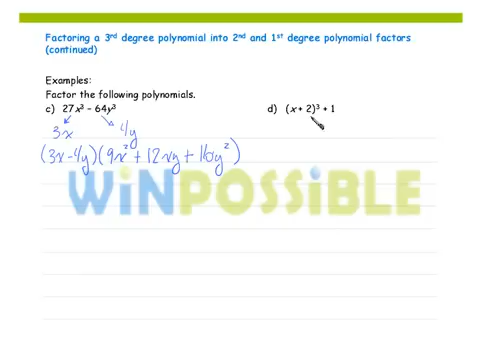 Factoring a 3rd degree polynomial into 2nd and 1st degree polynomial factors
(continued)
Examples:
Factor the following polynomials.
c) 27x³ – 64y³
d) (x + 2)³ + 1
3x 4y
(3x-4y)(9x²+12xy+16y²)
WiNPOSSIBLE